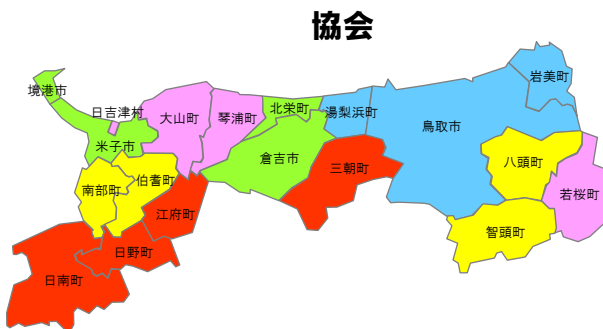 協会
岩美町
境港市
日吉津村
大山町
琴浦町
北栄町
湯梨浜町
鳥取市
米子市
倉吉市
三朝町
八頭町
南部町
伯耆町
若桜町
江府町
智頭町
日野町
日南町